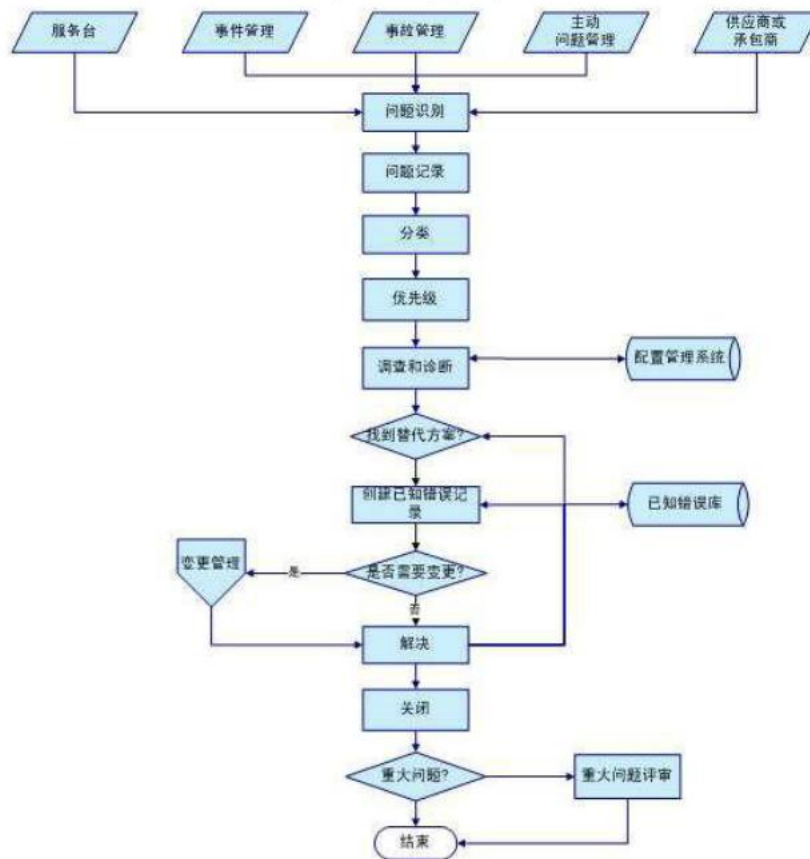 服务台
事件管理
事故管理
主动
问题管理
供应商或
承包商
问题识别
问题记录
分类
优先级
调查和诊断
配置管理系统
找到替代方案?
创建已知错误记
录
已知错误库
变更管理
是
是否需要变更?
否
解决
关闭
重大问题?
重大问题评审
结束